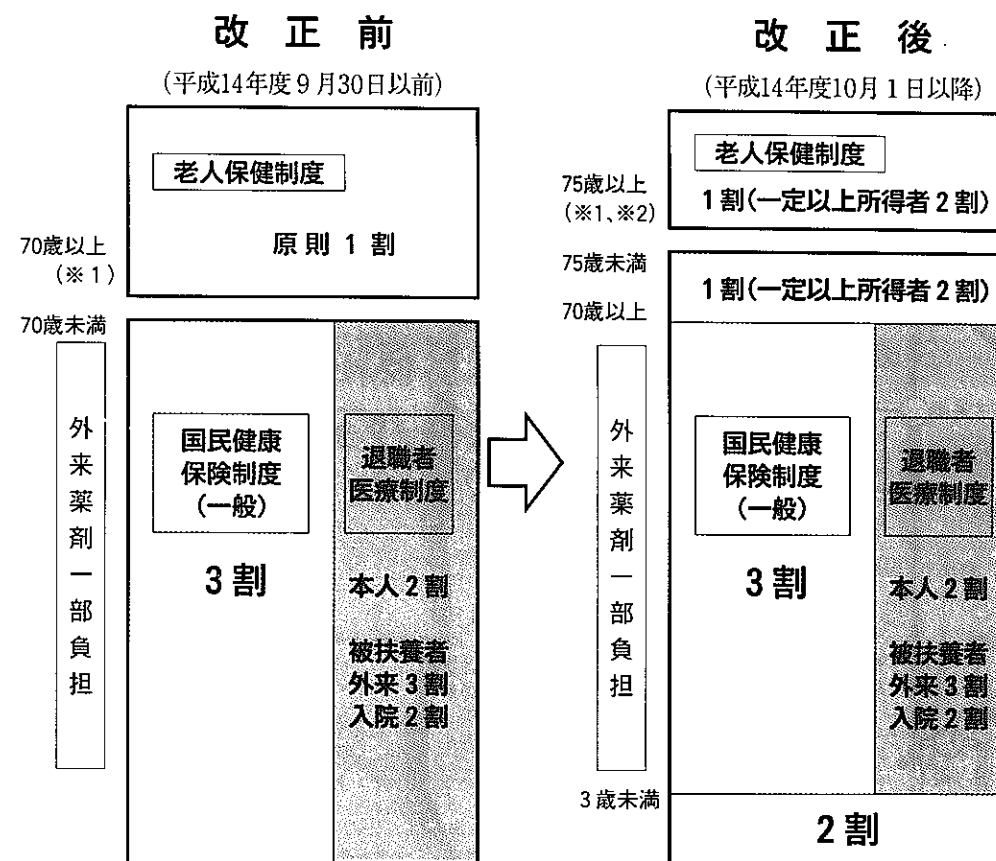 改正前
(平成14年度9月30日以前)
老人保健制度
原則1割
70歳以上
(※1)
70歳未満
外来薬剤一部負担
国民健康
保険制度
(一般)
3割
退職者
医療制度
本人2割
被扶養者
外来3割
入院2割
改正後
(平成14年度10月1日以降)
老人保健制度
1割(一定以上所得者2割)
75歳以上
(※1、※2)
75歳未満
1割(一定以上所得者2割)
70歳以上
外来薬剤一部負担
国民健康
保険制度
(一般)
3割
退職者
医療制度
本人2割
被扶養者
外来3割
入院2割
3歳未満
2割